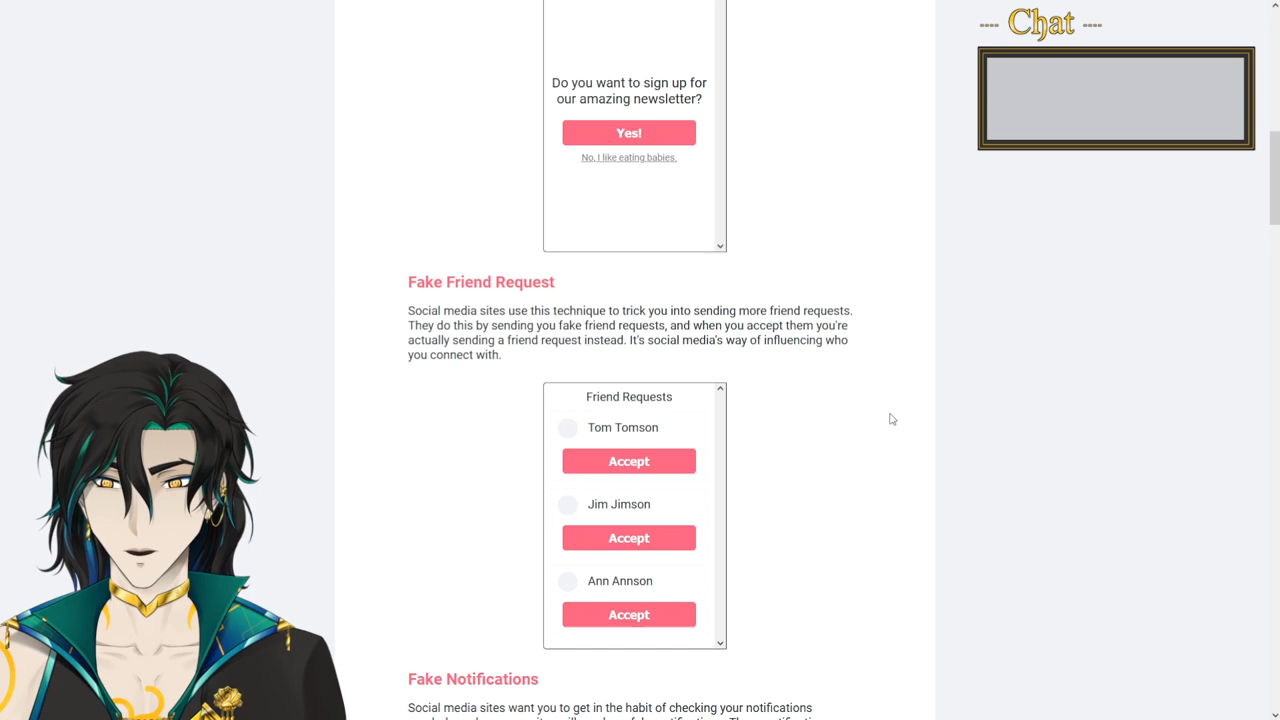 ---- Chat ----
Do you want to sign up for
our amazing newsletter?
Yes!
No, I like eating babies.
Fake Friend Request
Social media sites use this technique to trick you into sending more friend requests.
They do this by sending you fake friend requests, and when you accept them you're
actually sending a friend request instead. It's social media's way of influencing who
you connect with.
Friend Requests
Tom Tomson
Accept
Jim Jimson
Accept
Ann Annson
Accept
Fake Notifications
Social media sites want you to get in the habit of checking your notifications